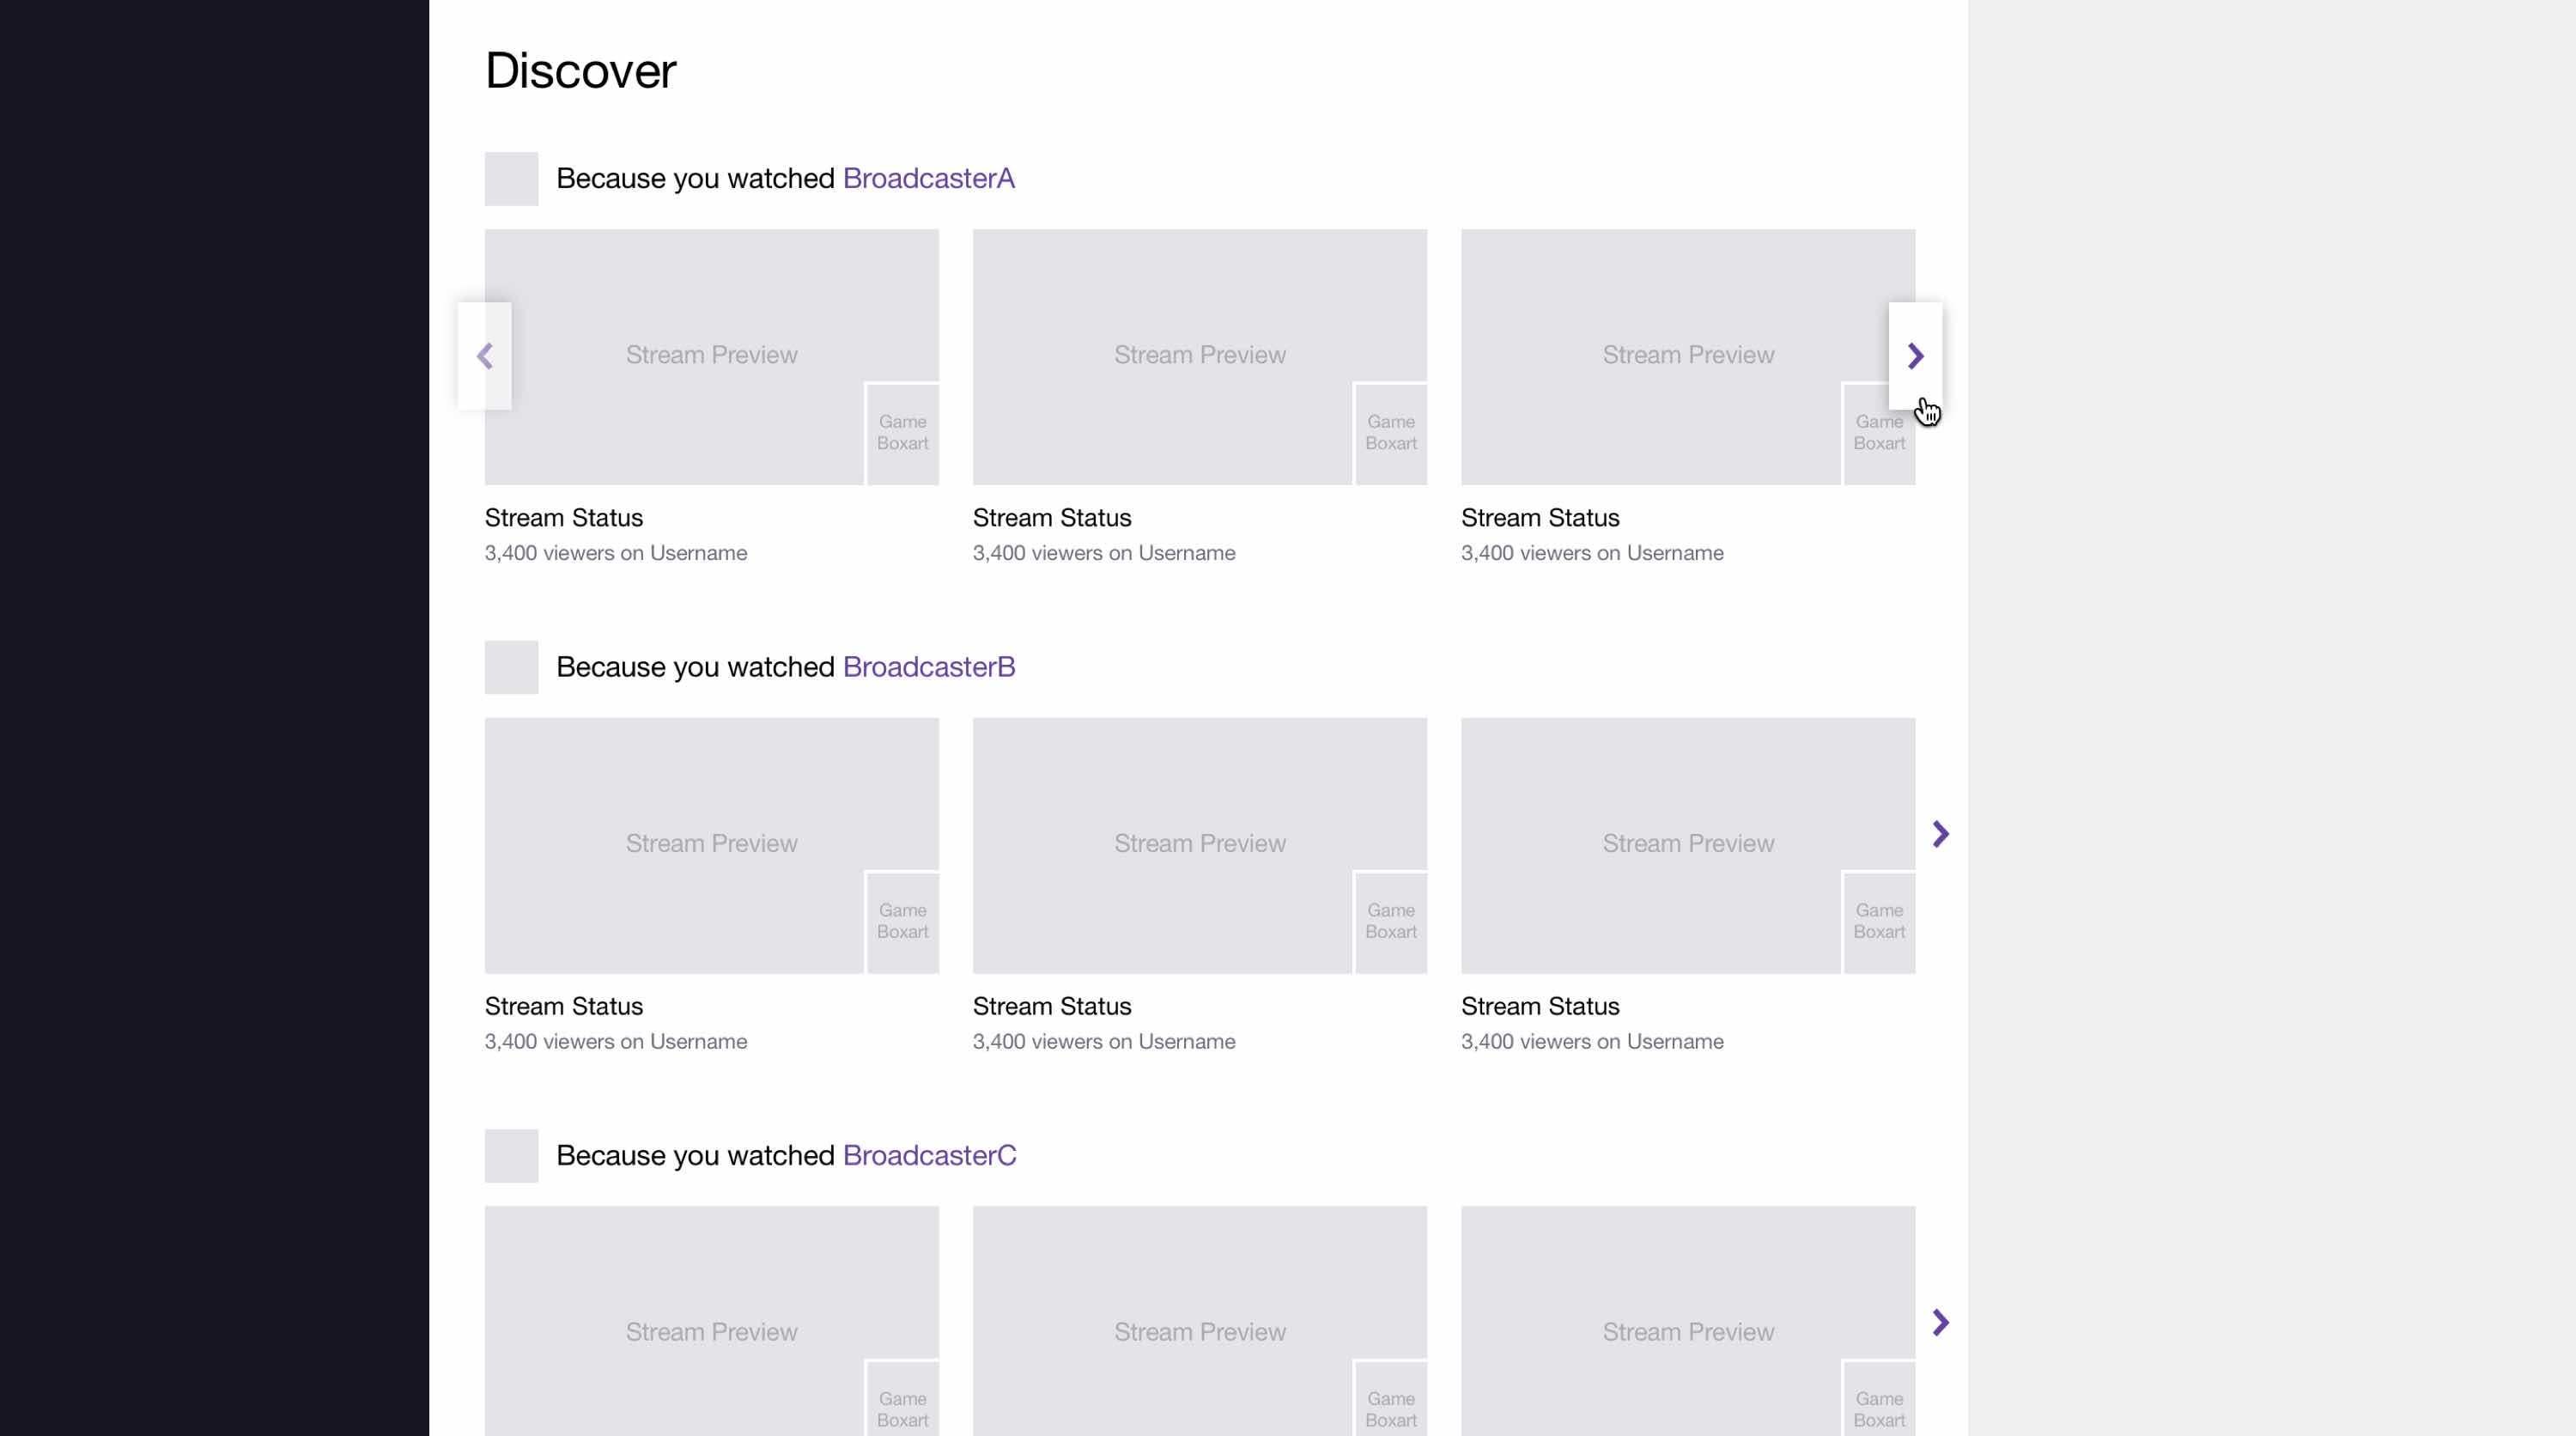 Discover
Because you watched BroadcasterA
Stream Preview
Game
Boxart
Stream Preview
Game
Boxart
Stream Preview
Game
Boxart
Stream Status
3,400 viewers on Username
Stream Status
3,400 viewers on Username
Stream Status
3,400 viewers on Username
Because you watched BroadcasterB
Stream Preview
Game
Boxart
Stream Preview
Game
Boxart
Stream Preview
Game
Boxart
Stream Status
3,400 viewers on Username
Stream Status
3,400 viewers on Username
Stream Status
3,400 viewers on Username
Because you watched BroadcasterC
Stream Preview
Game
Boxart
Stream Preview
Game
Boxart
Stream Preview
Game
Boxart